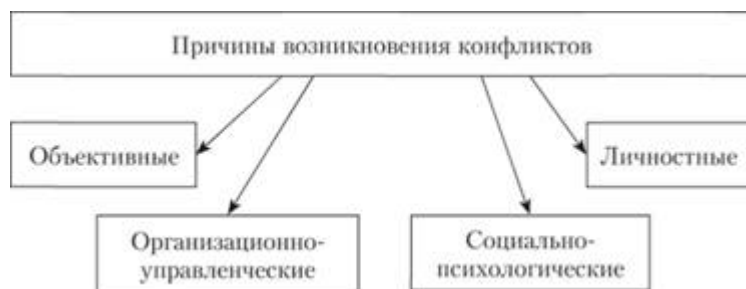 Причины возникновения конфликтов
Объективные
Личностные
Организационно-
управленческие
Социально-
психологические